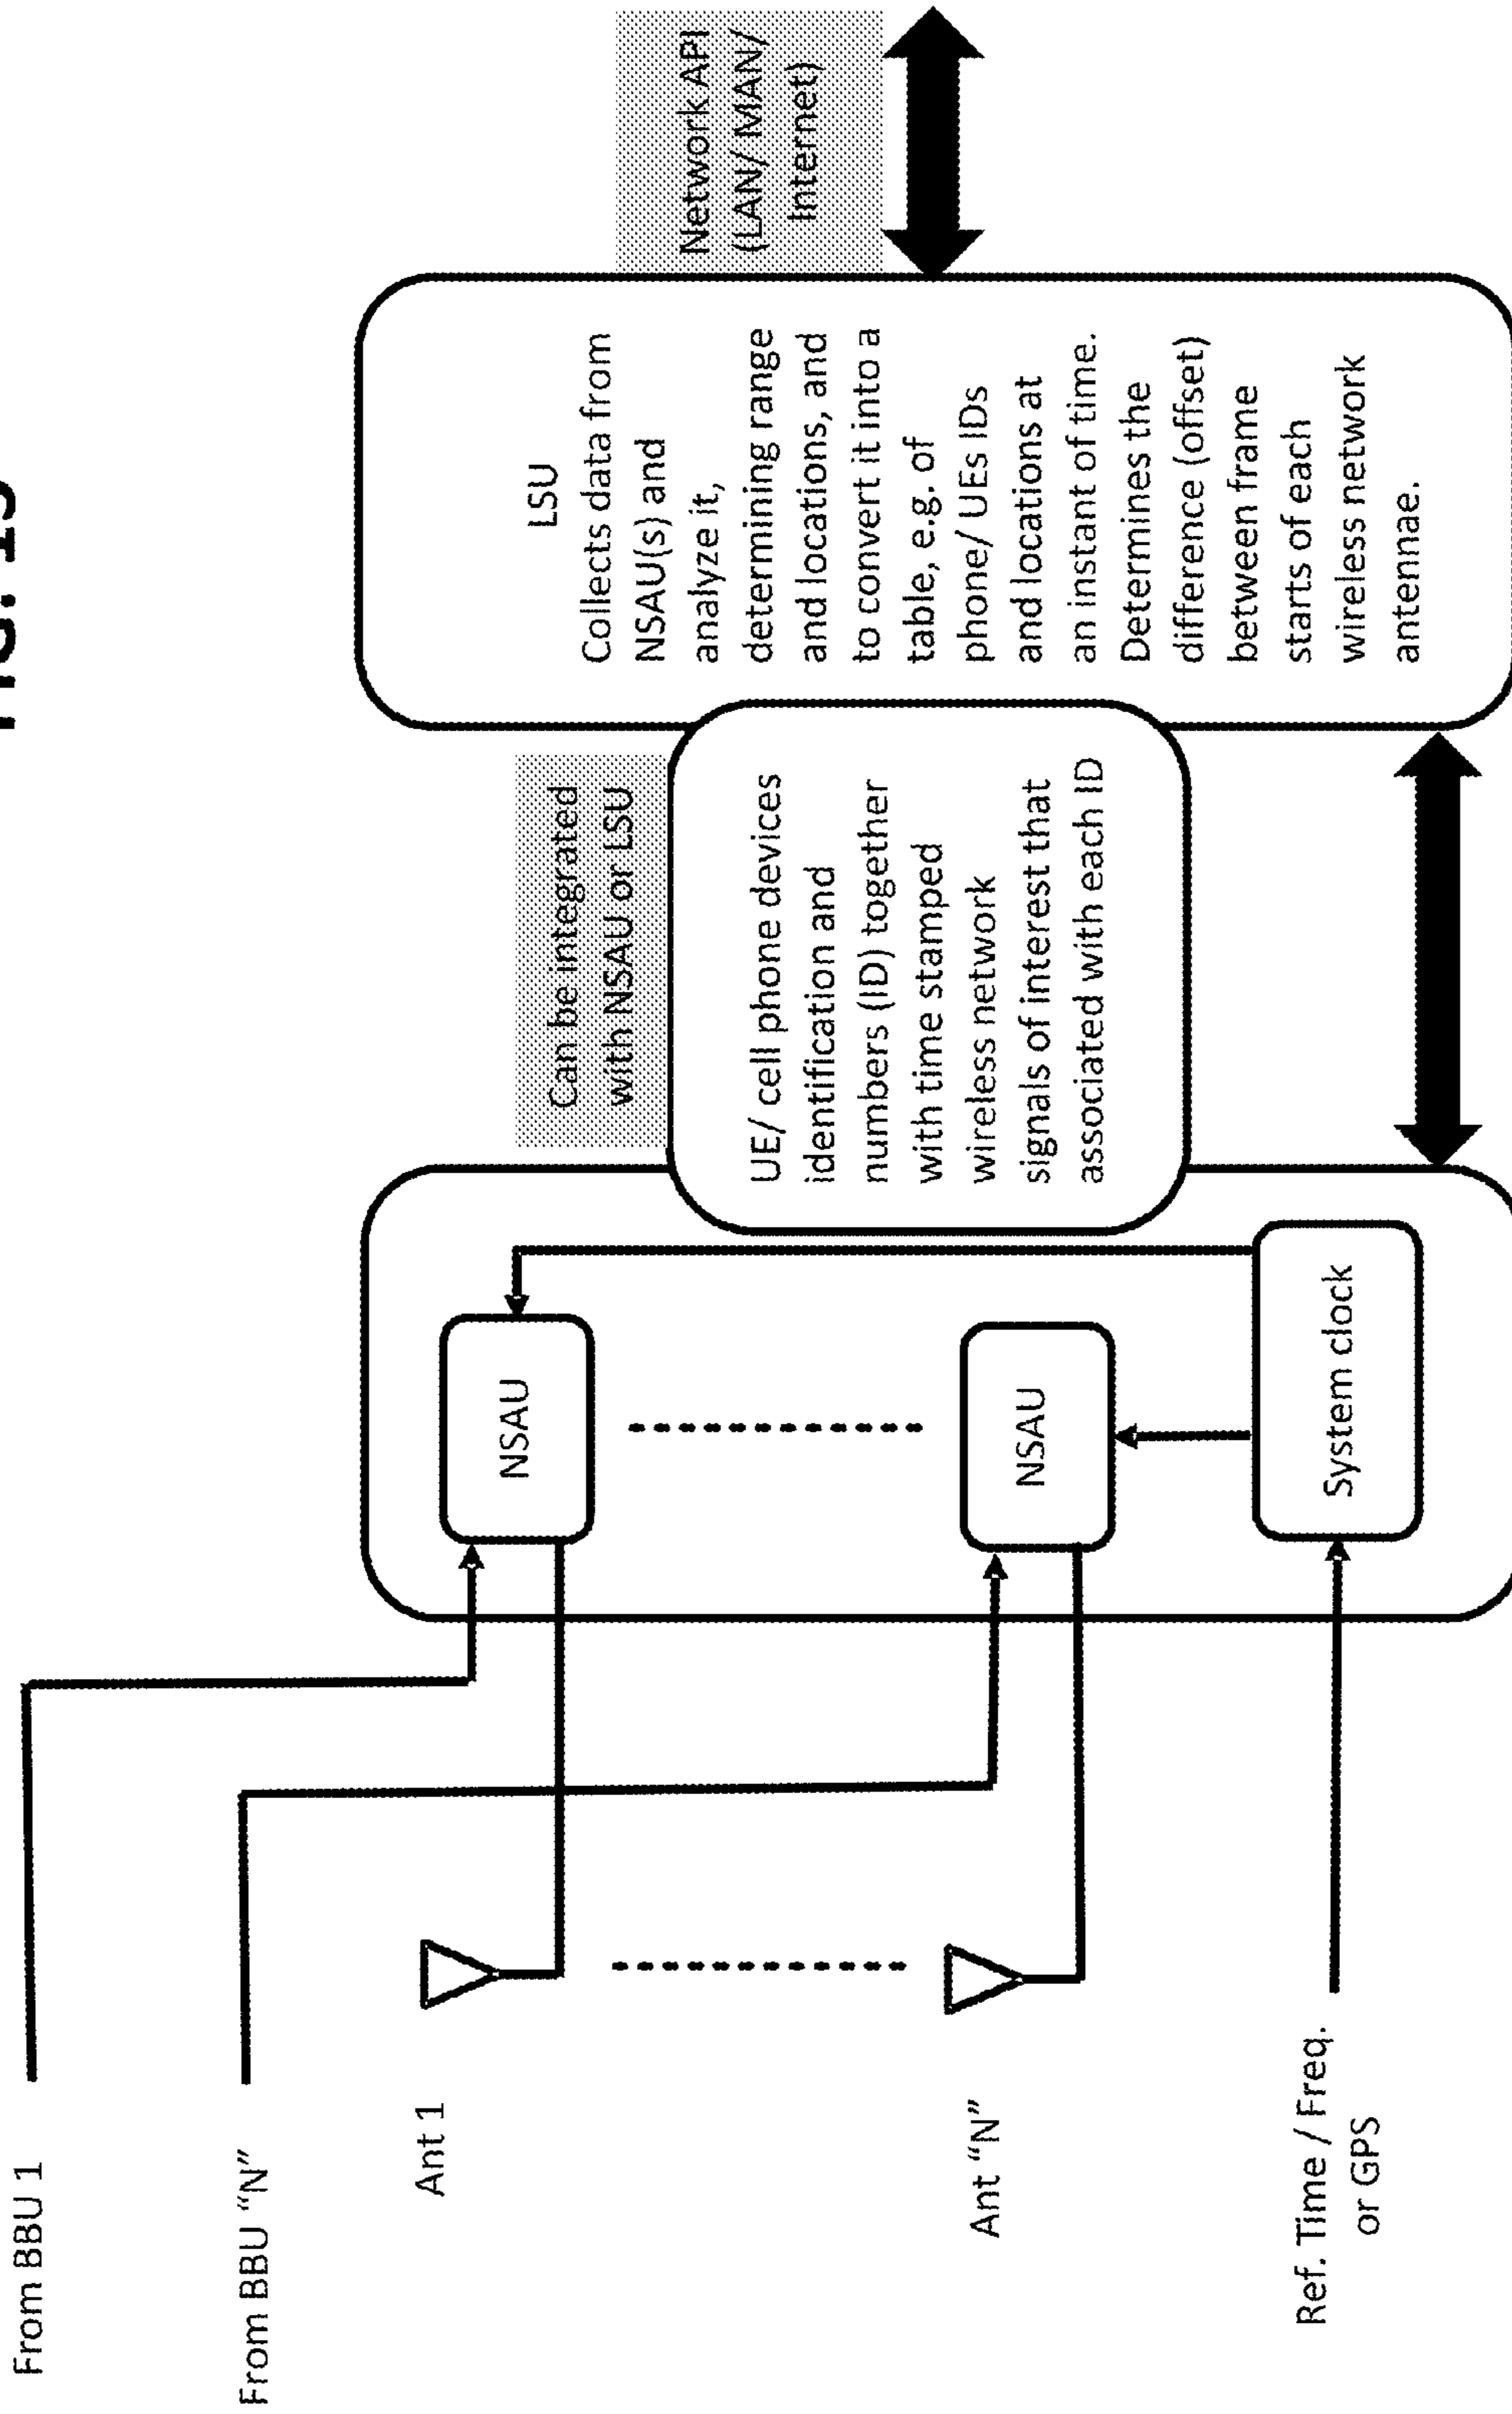 From BBU 1
From BBU “N”
Ant 1
Ant “N”
Ref. Time / Freq.
or GPS
NSAU
NSAU
System clock
Can be integrated
with NSAU or LSU
UE/ cell phone devices
identification and
numbers (ID) together
with time stamped
wireless network
signals of interest that
associated with each ID
LSU
Collects data from
NSAU(s) and
analyze it,
determining range
and locations, and
to convert it into a
table, e.g. of
phone/ UEs IDs
and locations at
an instant of time.
Determines the
difference (offset)
between frame
starts of each
wireless network
antennae.
Network API
(LAN/ MAN/
Internet)